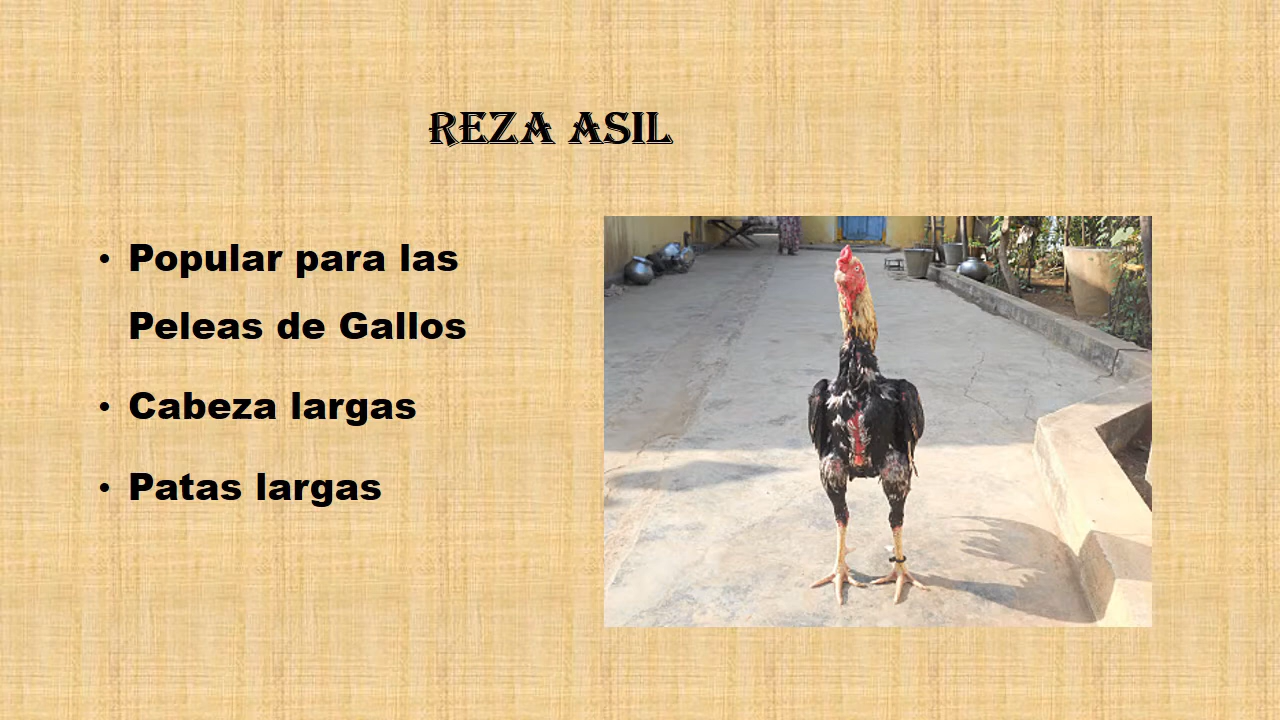 REZA ASIL
• Popular para las
Peleas de Gallos
• Cabeza largas
• Patas largas